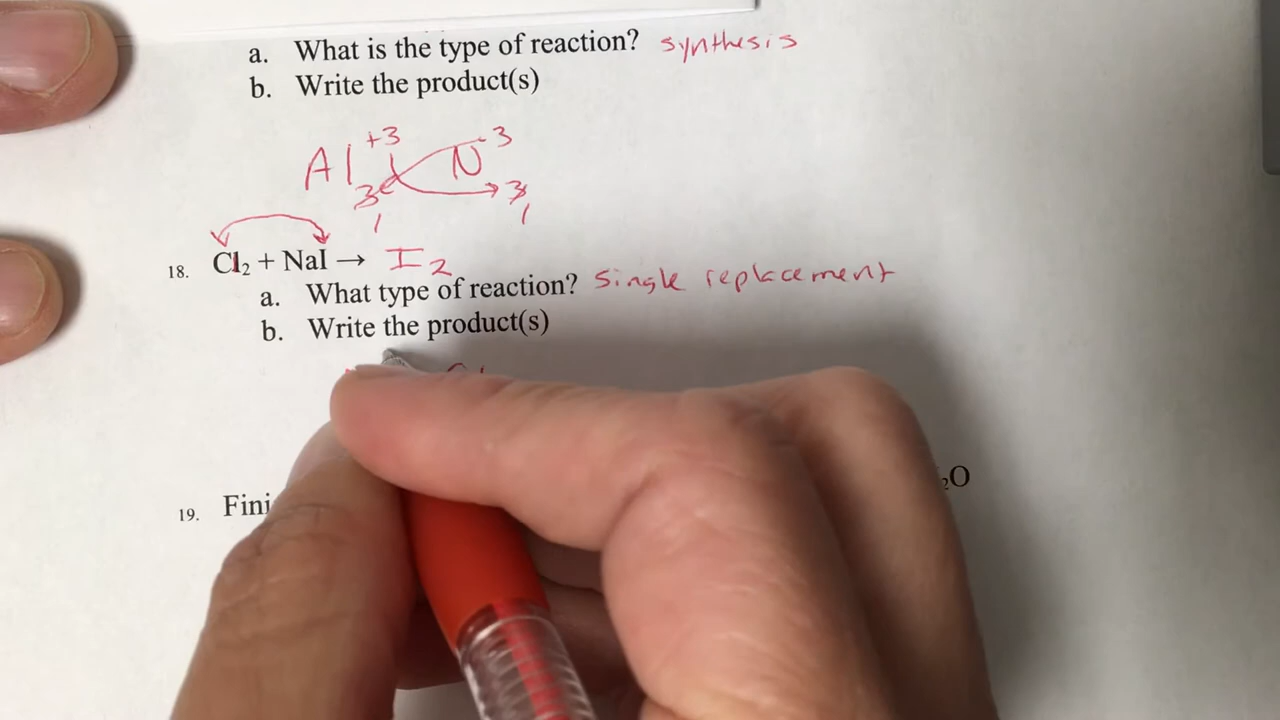 a. What is the type of reaction? synthesis
b. Write the product(s)
Al +3 N -3
3 3
1 1
18. Cl₂ + NaI → I₂
a. What type of reaction? Single replacement
b. Write the product(s)
19. Fini
₂O